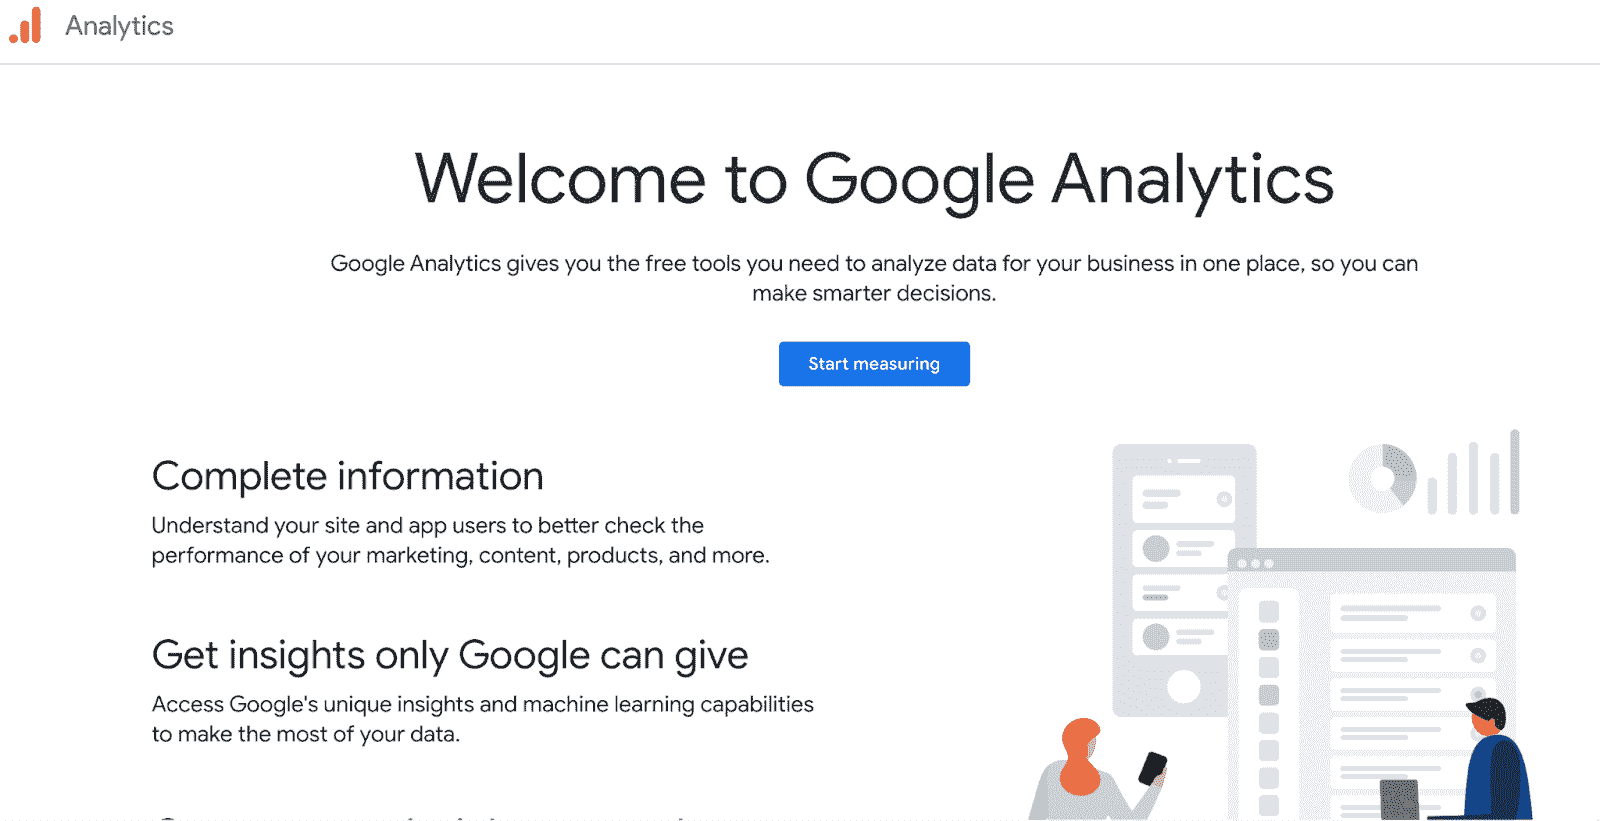 Analytics
Welcome to Google Analytics
Google Analytics gives you the free tools you need to analyze data for your business in one place, so you can
make smarter decisions.
Start measuring
Complete information
Understand your site and app users to better check the
performance of your marketing, content, products, and more.
Get insights only Google can give
Access Google's unique insights and machine learning capabilities
to make the most of your data.